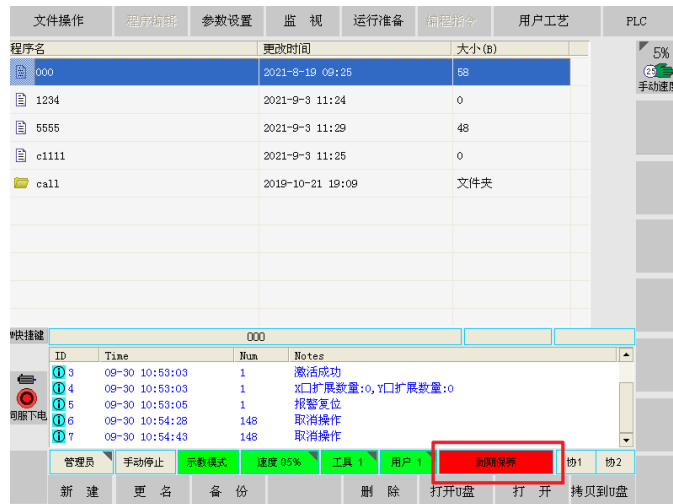 文件操作 程序编辑 参数设置 监 视 运行准备 编程指令 用户工艺 PLC
程序名 更改时间 大小(B)
5%
000 2021-8-19 09:25 58
25
手动速度
1234 2021-9-3 11:24 0
5555 2021-9-3 11:29 48
c1111 2021-9-3 11:25 0
call 2019-10-21 19:09 文件夹
快捷键 000
ID Time Num Notes
3 09-30 10:53:03 1 激活成功
4 09-30 10:53:03 1 X口扩展数量:0,Y口扩展数量:0
5 09-30 10:53:05 1 报警复位
伺服下电
6 09-30 10:54:28 148 取消操作
7 09-30 10:54:43 148 取消操作
管理员 手动停止 示教模式 速度 05% 工具 1 用户 1 到期保养 协1 协2
新 建 更 名 备 份 删 除 打开U盘 打 开 拷贝到U盘